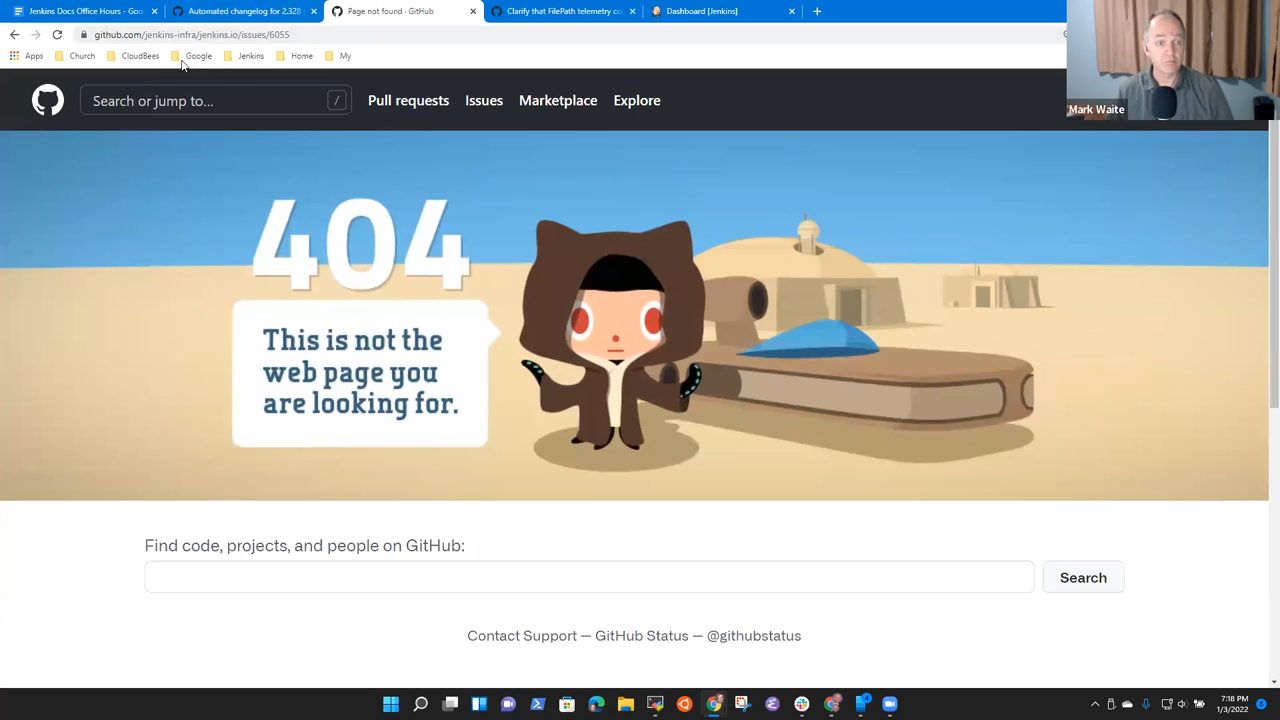 Jenkins Docs Office Hours - Goo
Automated changelog for 2.328
Page not found · GitHub
Clarify that FilePath telemetry co
Dashboard [Jenkins]
github.com/jenkins-infra/jenkins.io/issues/6055
Apps
Church
CloudBees
Google
Jenkins
Home
My
Search or jump to...
/
Pull requests
Issues
Marketplace
Explore
Mark Waite
404
This is not the
web page you
are looking for.
Find code, projects, and people on GitHub:
Search
Contact Support — GitHub Status — @githubstatus
7:18 PM
1/3/2022